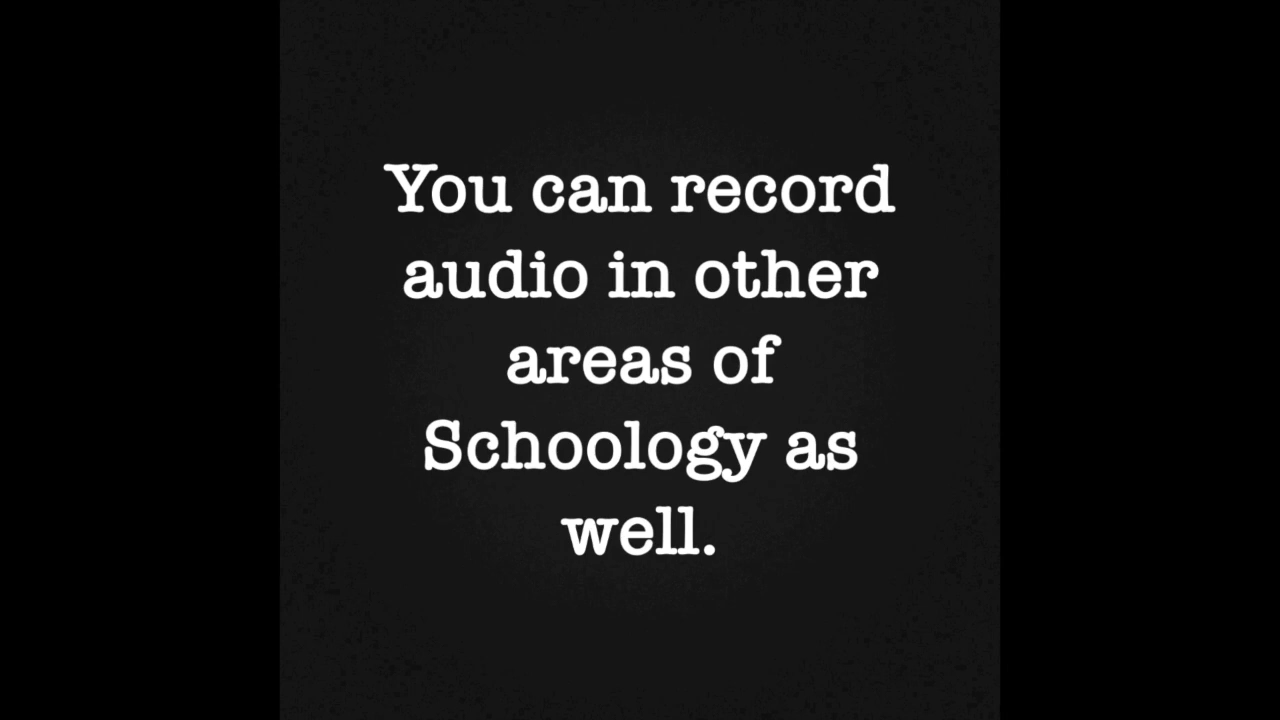 You can record
audio in other
areas of
Schoology as
well.